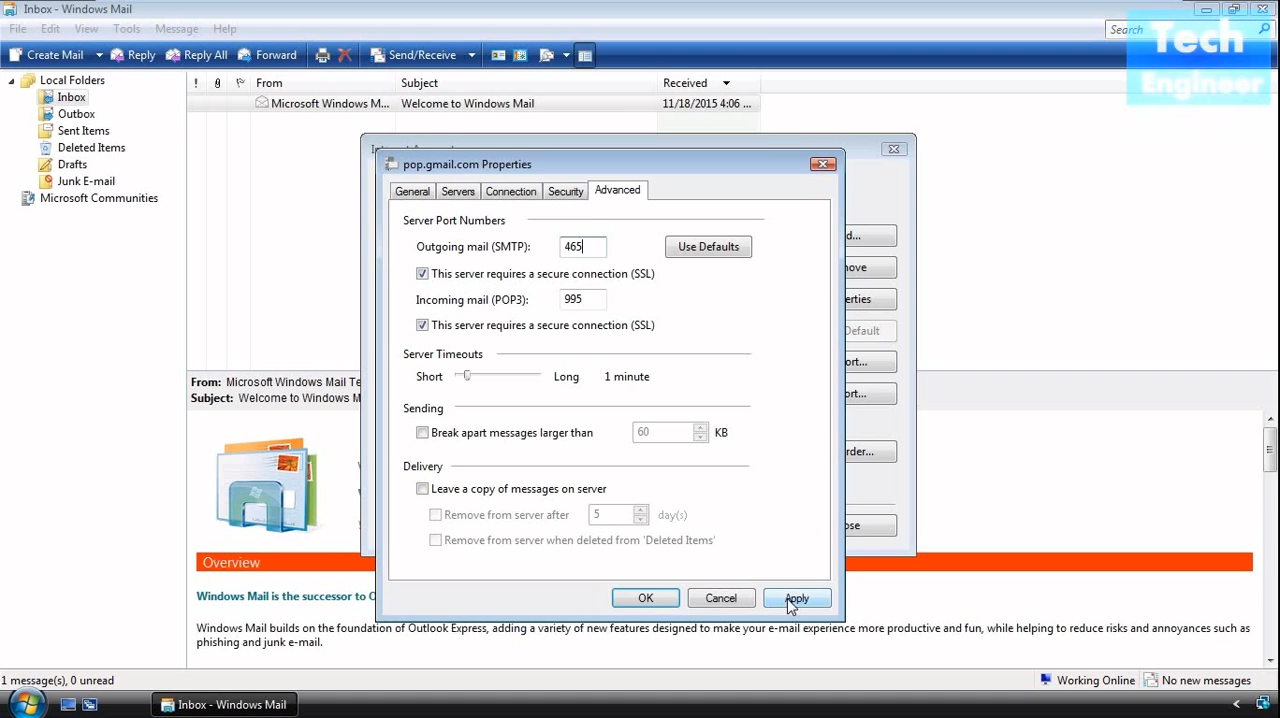 Inbox - Windows Mail
File Edit View Tools Message Help
Search
Tech
Engineer
Create Mail Reply Reply All Forward Send/Receive
Local Folders
Inbox
Outbox
Sent Items
Deleted Items
Drafts
Junk E-mail
Microsoft Communities
! From Subject Received
Microsoft Windows M... Welcome to Windows Mail 11/18/2015 4:06 ...
pop.gmail.com Properties
General Servers Connection Security Advanced
Server Port Numbers
Outgoing mail (SMTP): 465 Use Defaults
This server requires a secure connection (SSL)
Incoming mail (POP3): 995
This server requires a secure connection (SSL)
Server Timeouts
Short Long 1 minute
Sending
Break apart messages larger than 60 KB
Delivery
Leave a copy of messages on server
Remove from server after 5 day(s)
Remove from server when deleted from 'Deleted Items'
OK Cancel Apply
d...
ove
erties
Default
ort...
ort...
rder...
ose
From: Microsoft Windows Mail Te
Subject: Welcome to Windows M
Overview
Windows Mail is the successor to O
Windows Mail builds on the foundation of Outlook Express, adding a variety of new features designed to make your e-mail experience more productive and fun, while helping to reduce risks and annoyances such as
phishing and junk e-mail.
1 message(s), 0 unread Working Online No new messages
Inbox - Windows Mail